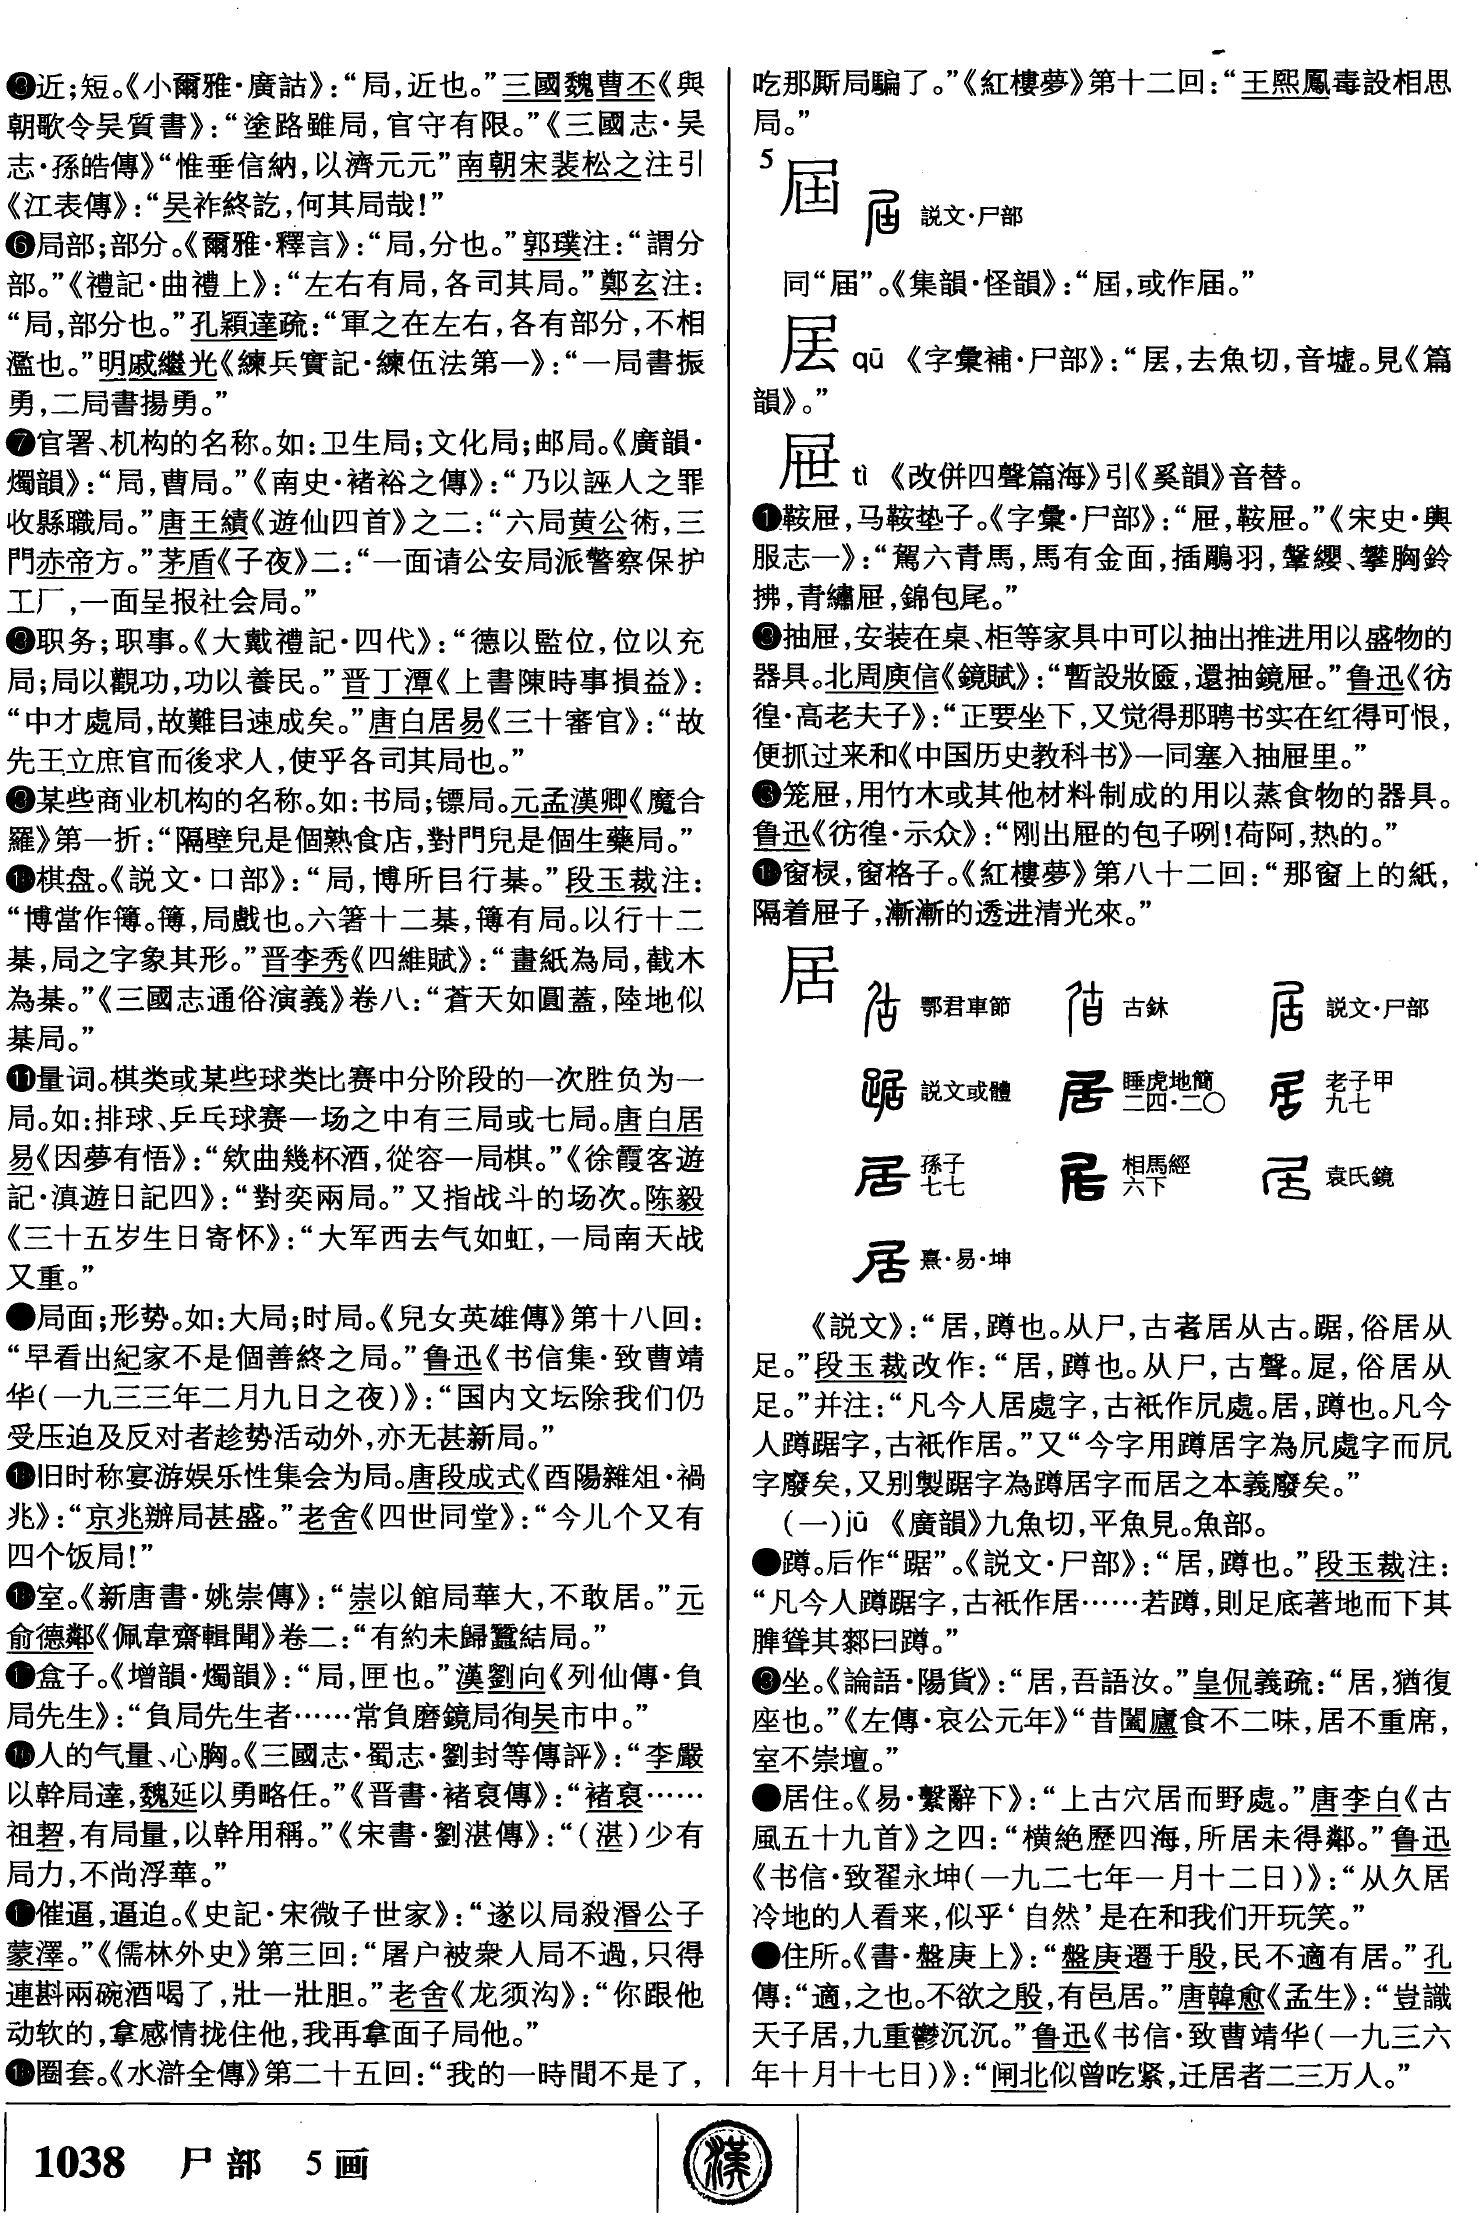 ❸近；短。《小爾雅·廣詁》：“局，近也。”三國魏曹丕《與
朝歌令吴質書》：“塗路雖局，官守有限。”《三國志·吴
志·孫皓傳》“惟垂信納，以濟元元”南朝宋裴松之注引
《江表傳》：“吴祚終訖，何其局哉！”
❻局部；部分。《爾雅·釋言》：“局，分也。”郭璞注：“謂分
部。”《禮記·曲禮上》：“左右有局，各司其局。”鄭玄注：
“局，部分也。”孔穎達疏：“軍之在左右，各有部分，不相
濫也。”明戚繼光《練兵實記·練伍法第一》：“一局書振
勇，二局書揚勇。”
❼官署、机构的名称。如：卫生局；文化局；邮局。《廣韻·
燭韻》：“局，曹局。”《南史·褚裕之傳》：“乃以誣人之罪
收縣職局。”唐王績《遊仙四首》之二：“六局黄公術，三
門赤帝方。”茅盾《子夜》二：“一面请公安局派警察保护
工厂，一面呈报社会局。”
❸职务；职事。《大戴禮記·四代》：“德以監位，位以充
局；局以觀功，功以養民。”晋丁潭《上書陳時事損益》：
“中才處局，故難㠯速成矣。”唐白居易《三十審官》：“故
先王立庶官而後求人，使乎各司其局也。”
❸某些商业机构的名称。如：书局；镖局。元孟漢卿《魔合
羅》第一折：“隔壁兒是個熟食店，對門兒是個生藥局。”
❿棋盘。《説文·口部》：“局，博所㠯行棊。”段玉裁注：
“博當作簙。簙，局戲也。六箸十二棊，簙有局。以行十二
棊，局之字象其形。”晋李秀《四維賦》：“畫紙為局，截木
為棊。”《三國志通俗演義》卷八：“蒼天如圓蓋，陸地似
棊局。”
⓫量词。棋类或某些球类比赛中分阶段的一次胜负为一
局。如：排球、乒乓球赛一场之中有三局或七局。唐白居
易《因夢有悟》：“欸曲幾杯酒，從容一局棋。”《徐霞客遊
記·滇遊日記四》：“對奕兩局。”又指战斗的场次。陈毅
《三十五岁生日寄怀》：“大军西去气如虹，一局南天战
又重。”
●局面；形势。如：大局；时局。《兒女英雄傳》第十八回：
“早看出紀家不是個善終之局。”鲁迅《书信集·致曹靖
华（一九三三年二月九日之夜）》：“国内文坛除我们仍
受压迫及反对者趁势活动外，亦无甚新局。”
⓭旧时称宴游娱乐性集会为局。唐段成式《酉陽雜俎·禍
兆》：“京兆辦局甚盛。”老舍《四世同堂》：“今儿个又有
四个饭局！”
⓮室。《新唐書·姚崇傳》：“崇以館局華大，不敢居。”元
俞德鄰《佩韋齋輯聞》卷二：“有約未歸蠶結局。”
⓯盒子。《增韻·燭韻》：“局，匣也。”漢劉向《列仙傳·負
局先生》：“負局先生者……常負磨鏡局徇吴市中。”
⓰人的气量、心胸。《三國志·蜀志·劉封等傳評》：“李嚴
以幹局達，魏延以勇略任。”《晋書·褚裒傳》：“褚裒……
祖䂮，有局量，以幹用稱。”《宋書·劉湛傳》：“（湛）少有
局力，不尚浮華。”
⓱催逼，逼迫。《史記·宋微子世家》：“遂以局殺湣公于
蒙澤。”《儒林外史》第三回：“屠户被衆人局不過，只得
連斟兩碗酒喝了，壯一壯胆。”老舍《龙须沟》：“你跟他
动软的，拿感情拢住他，我再拿面子局他。”
⓲圈套。《水滸全傳》第二十五回：“我的一時間不是了，
吃那厮局騙了。”《紅樓夢》第十二回：“王熙鳳毒設相思
局。”
5
屆 説文·尸部
同“届”。《集韻·怪韻》：“屆，或作届。”
㞐 qū 《字彙補·尸部》：“㞐，去魚切，音墟。見《篇
韻》。”
屉 tì 《改併四聲篇海》引《奚韻》音替。
❶鞍屉，马鞍垫子。《字彙·尸部》：“屉，鞍屉。”《宋史·輿
服志一》：“駕六青馬，馬有金面，插鵰羽，鞶纓、攀胸鈴
拂，青繡屉，錦包尾。”
❸抽屉，安装在桌、柜等家具中可以抽出推进用以盛物的
器具。北周庾信《鏡賦》：“暫設妝匳，還抽鏡屉。”鲁迅《彷
徨·高老夫子》：“正要坐下，又觉得那聘书实在红得可恨，
便抓过来和《中国历史教科书》一同塞入抽屉里。”
❸笼屉，用竹木或其他材料制成的用以蒸食物的器具。
鲁迅《彷徨·示众》：“刚出屉的包子咧！荷阿，热的。”
❶窗棂，窗格子。《紅樓夢》第八十二回：“那窗上的紙，
隔着屉子，漸漸的透进清光來。”
居 鄂君車節 古鉥 説文·尸部
説文或體 睡虎地簡二四·二〇 老子甲九七
孫子七七 相馬經六下 袁氏鏡
熹·易·坤
《説文》：“居，蹲也。从尸，古者居从古。踞，俗居从
足。”段玉裁改作：“居，蹲也。从尸，古聲。𡱒，俗居从
足。”并注：“凡今人居處字，古衹作凥處。居，蹲也。凡今
人蹲踞字，古衹作居。”又“今字用蹲居字為凥處字而凥
字廢矣，又别製踞字為蹲居字而居之本義廢矣。”
（一）jū 《廣韻》九魚切，平魚見。魚部。
●蹲。后作“踞”。《説文·尸部》：“居，蹲也。”段玉裁注：
“凡今人蹲踞字，古衹作居……若蹲，則足底著地而下其
脽聳其厀曰蹲。”
❸坐。《論語·陽貨》：“居，吾語汝。”皇侃義疏：“居，猶復
座也。”《左傳·哀公元年》“昔闔廬食不二味，居不重席，
室不崇壇。”
●居住。《易·繫辭下》：“上古穴居而野處。”唐李白《古
風五十九首》之四：“横絶歷四海，所居未得鄰。”鲁迅
《书信·致翟永坤（一九二七年一月十二日）》：“从久居
冷地的人看来，似乎‘自然’是在和我们开玩笑。”
●住所。《書·盤庚上》：“盤庚遷于殷，民不適有居。”孔
傳：“適，之也。不欲之殷，有邑居。”唐韓愈《孟生》：“豈識
天子居，九重鬱沉沉。”鲁迅《书信·致曹靖华（一九三六
年十月十七日）》：“闸北似曾吃紧，迁居者二三万人。”
1038 尸部 5画
漢